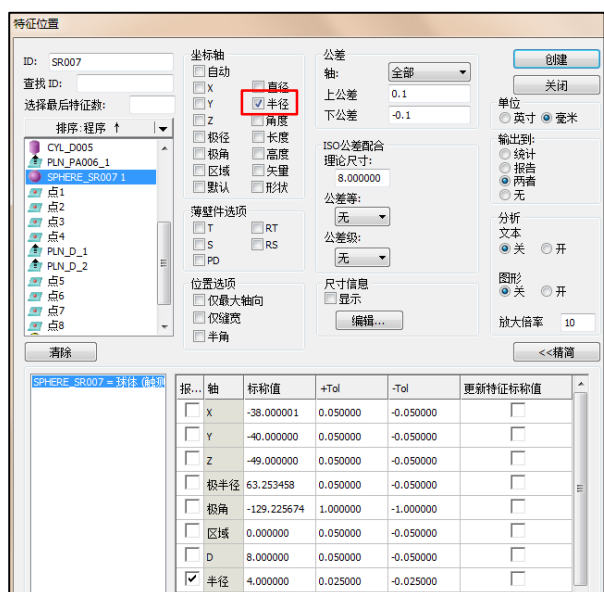 特征位置
ID: SR007
查找 ID:
选择最后特征数:
排序:程序 ↑
CYL_D005
PLN_PA006_1
SPHERE_SR007 1
点1
点2
点3
点4
PLN_D_1
PLN_D_2
点5
点6
点7
点8
清除
坐标轴
自动
X 直径
Y 半径
Z 角度
极径 长度
极角 高度
区域 矢量
默认 形状
薄壁件选项
T RT
S RS
PD
位置选项
仅最大轴向
仅缝宽
半角
公差
轴: 全部
上公差 0.1
下公差 -0.1
ISO公差配合
理论尺寸:
8.000000
公差等:
无
公差级:
无
尺寸信息
显示
编辑...
创建
关闭
单位
英寸 毫米
输出到:
统计
报告
两者
无
分析
文本
关 开
图形
关 开
放大倍率 10
<<精简
SPHERE_SR007 = 球体 (触测
报... 轴 标称值 +Tol -Tol 更新特征标称值
X -38.000001 0.050000 -0.050000
Y -40.000000 0.050000 -0.050000
Z -49.000000 0.050000 -0.050000
极半径 63.253458 0.050000 -0.050000
极角 -129.225674 1.000000 -1.000000
区域 0.000000 0.050000 -0.050000
D 8.000000 0.050000 -0.050000
半径 4.000000 0.025000 -0.025000